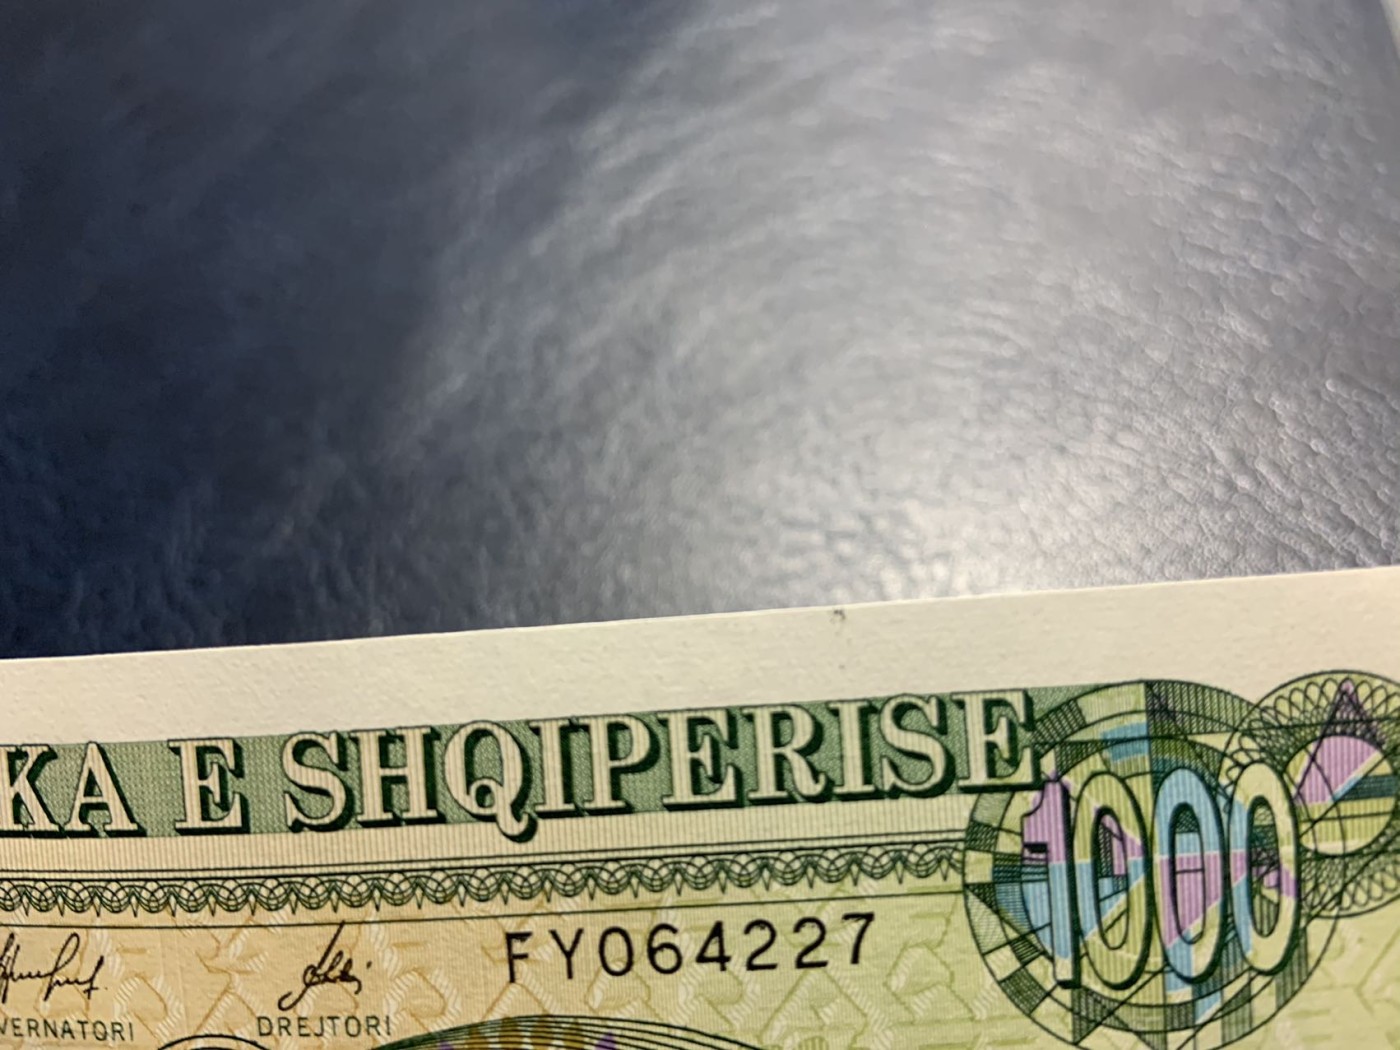 KA E SHQIPERISE
1000
FY064227
VERNATORI DREJTORI